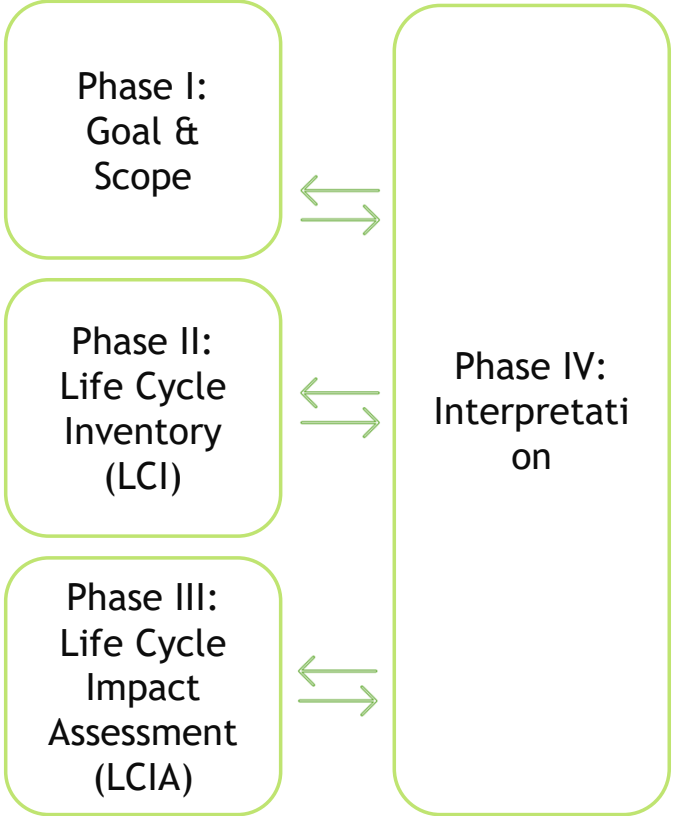 Phase I:
Goal &
Scope
Phase II:
Life Cycle
Inventory
(LCI)
Phase III:
Life Cycle
Impact
Assessment
(LCIA)
Phase IV:
Interpretati
on